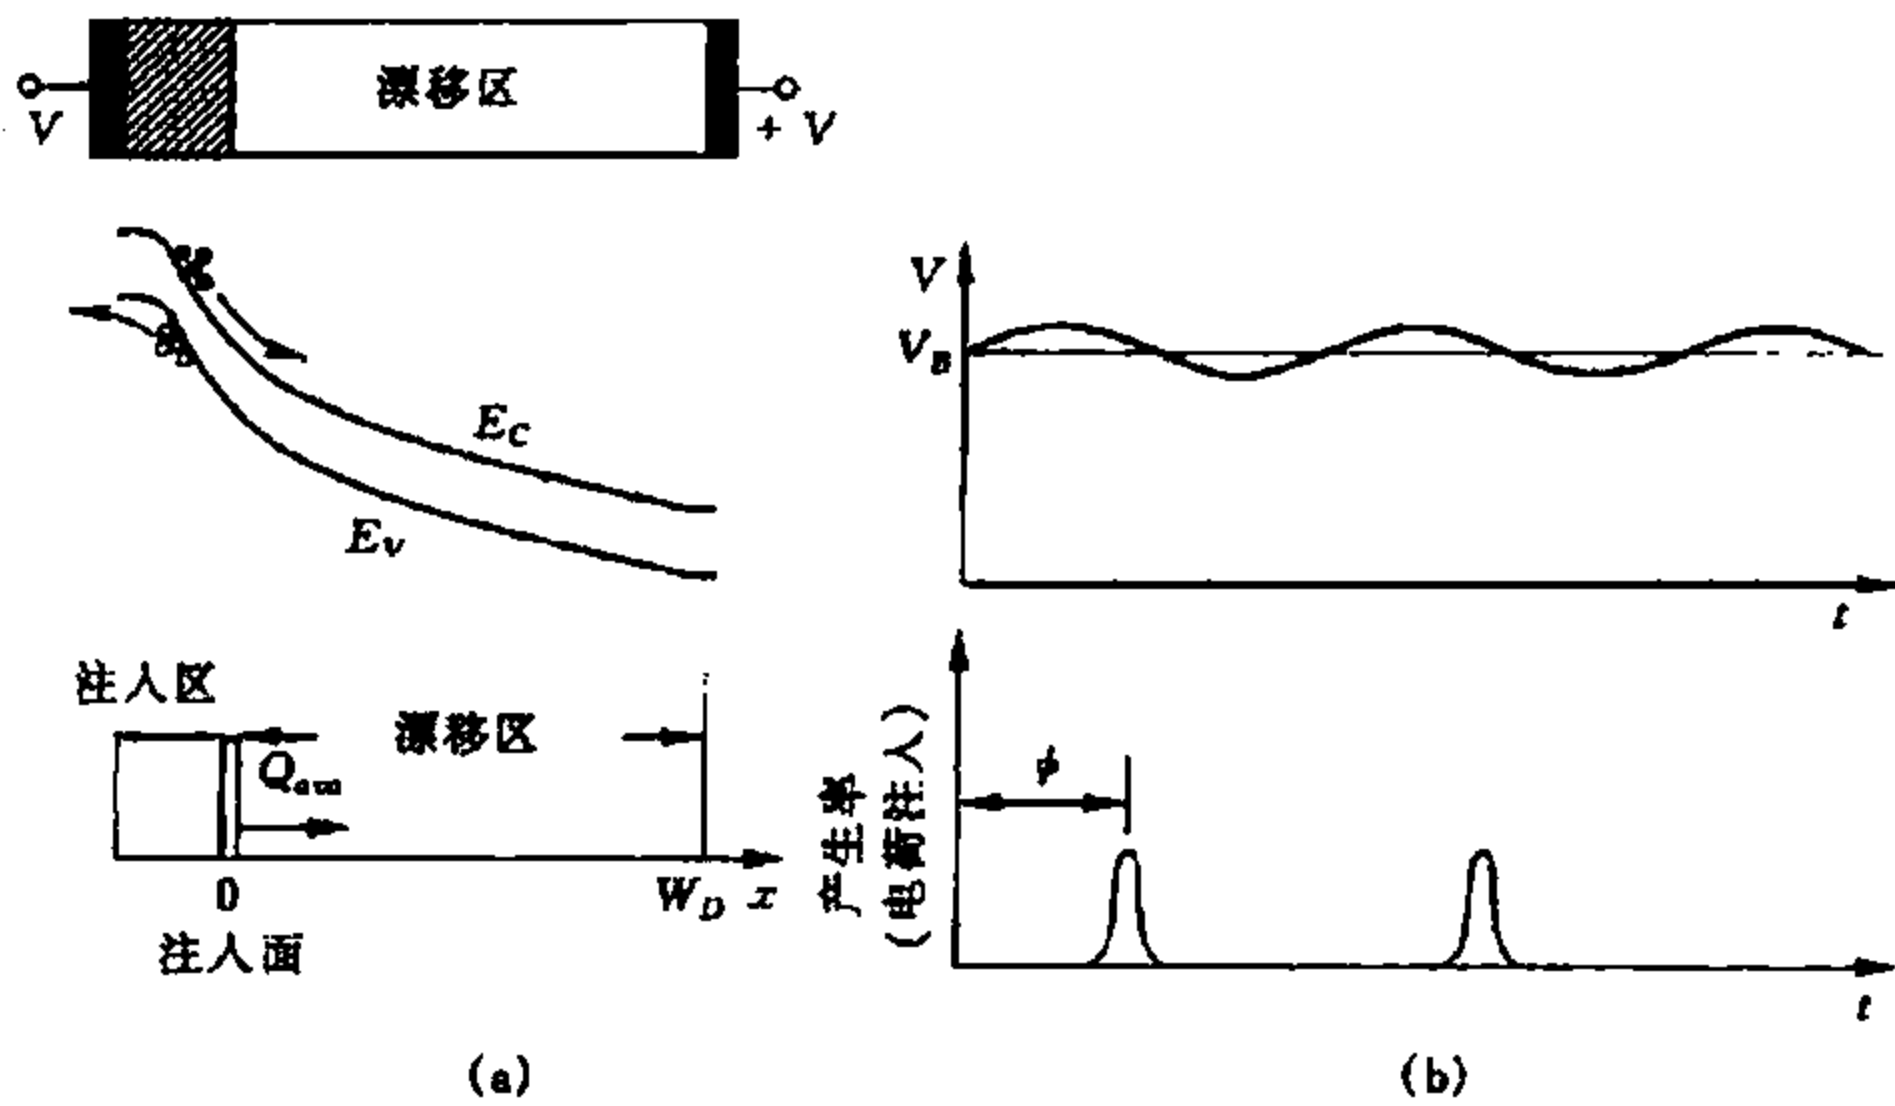 漂移区
V
+ V
E_C
E_V
注入区
漂移区
Q_ava
0
W_D x
注入面
(a)
V
V_B
t
产生率
(电荷注入)
ϕ
t
(b)